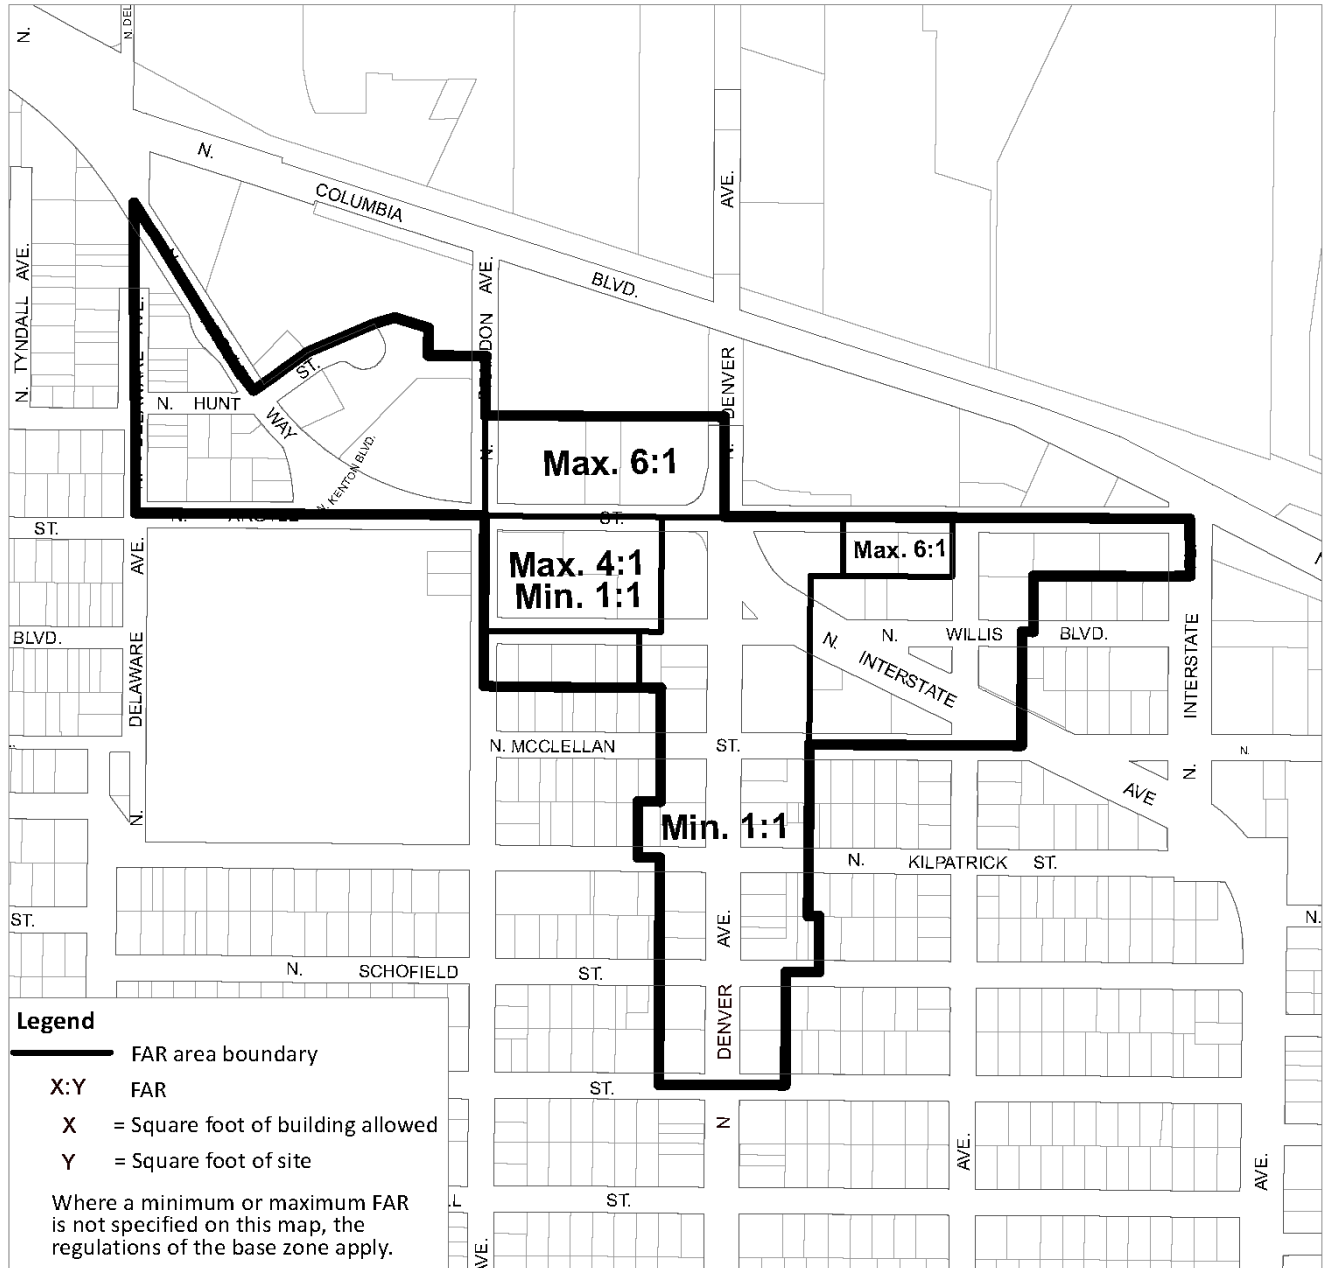 N.
N. DEL
N.
COLUMBIA
AVE.
N. TYNDALL AVE.
AVE.
BLVD.
N.
DENVER
ST.
N. HUNT
WAY
N. KENTON BLVD.
N.
N.
Max. 6:1
ST.
N.
ST.
AVE.
Max. 4:1
Min. 1:1
Max. 6:1
N.
BLVD.
DELAWARE
N.
N. WILLIS BLVD.
INTERSTATE
INTERSTATE
N. MCCLELLAN ST.
N.
N.
AVE
N.
Min. 1:1
N. KILPATRICK ST.
ST.
AVE.
N.
N. SCHOFIELD ST.
DENVER
ST.
N
AVE.
AVE.
ST.
AVE.
Legend
FAR area boundary
X:Y FAR
X = Square foot of building allowed
Y = Square foot of site
Where a minimum or maximum FAR
is not specified on this map, the
regulations of the base zone apply.